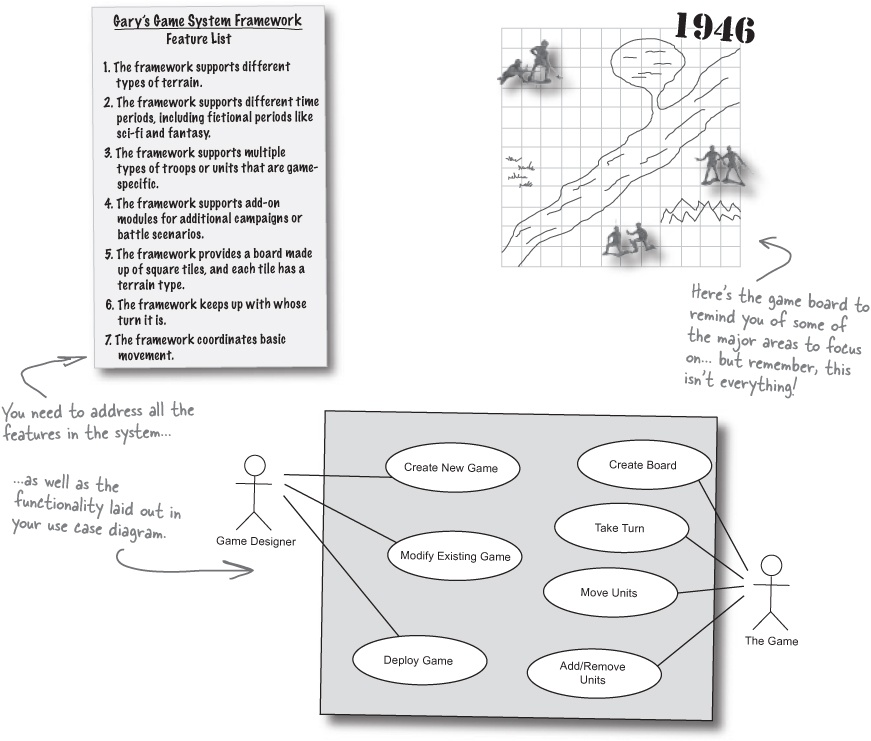 Gary's Game System Framework
Feature List
1. The framework supports different
types of terrain.
2. The framework supports different time
periods, including fictional periods like
sci-fi and fantasy.
3. The framework supports multiple
types of troops or units that are game-
specific.
4. The framework supports add-on
modules for additional campaigns or
battle scenarios.
5. The framework provides a board made
up of square tiles, and each tile has a
terrain type.
6. The framework keeps up with whose
turn it is.
7. The framework coordinates basic
movement.
1946
Here's the game board to
remind you of some of
the major areas to focus
on... but remember, this
isn't everything!
You need to address all the
features in the system...
...as well as the
functionality laid out in
your use case diagram.
Game Designer
Create New Game
Modify Existing Game
Deploy Game
Create Board
Take Turn
Move Units
Add/Remove
Units
The Game